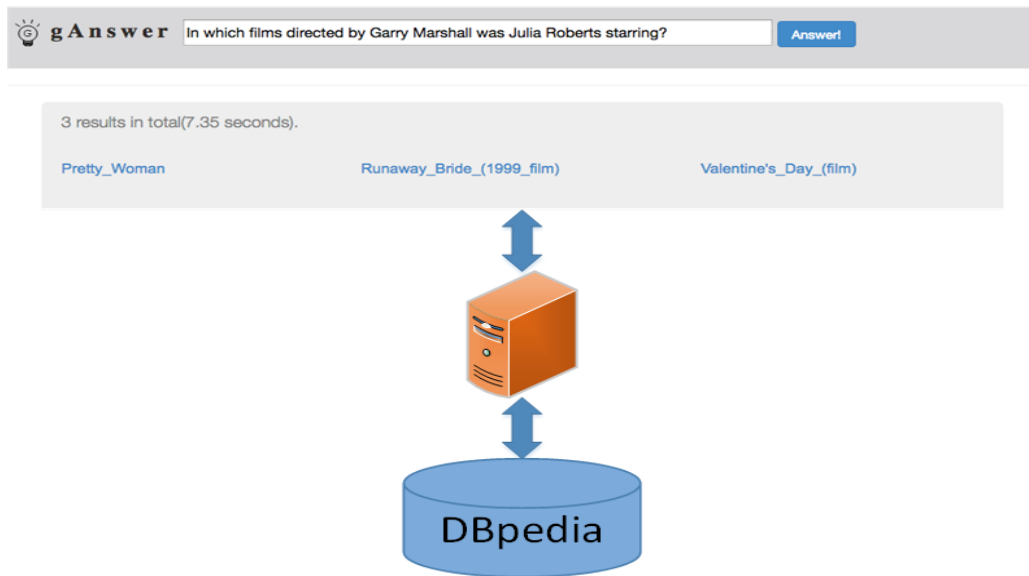 gAnswer In which films directed by Garry Marshall was Julia Roberts starring? Answer!
3 results in total(7.35 seconds).
Pretty_Woman Runaway_Bride_(1999_film) Valentine's_Day_(film)
DBpedia